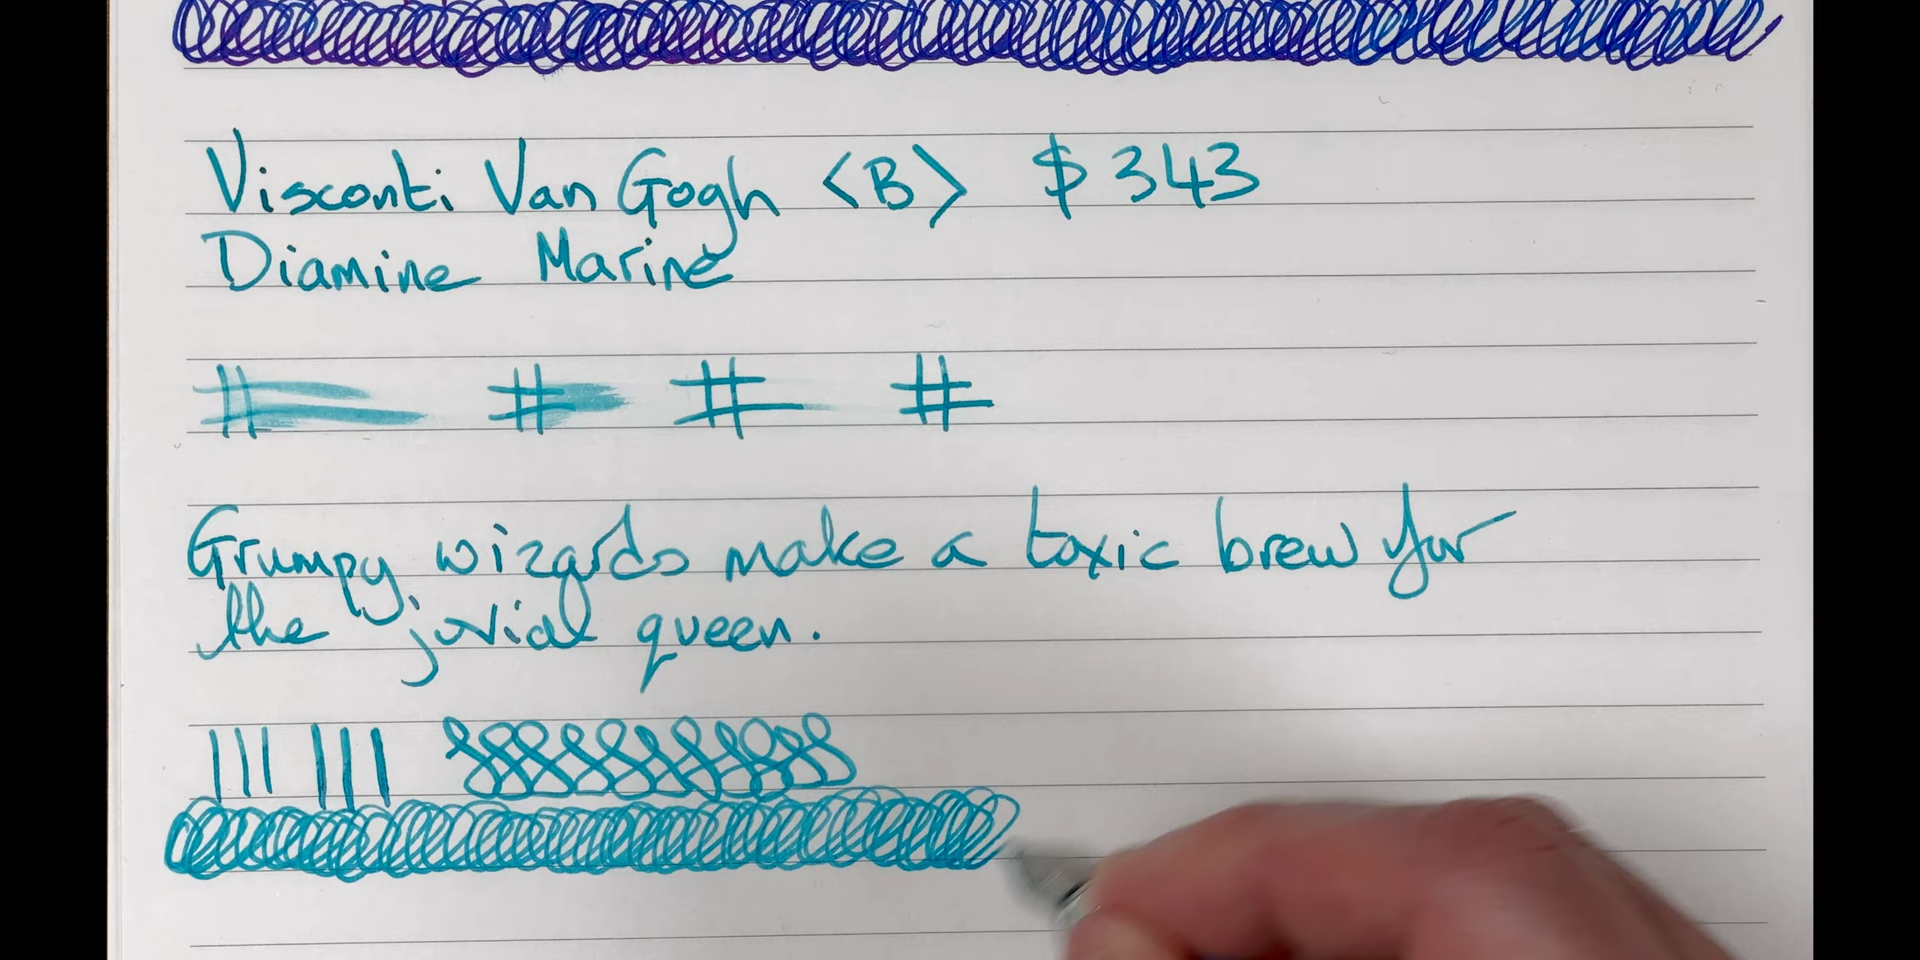 Visconti Van Gogh <B> $343
Diamine Marine
# # # #
Grumpy wizards make a toxic brew for
the jovial queen.